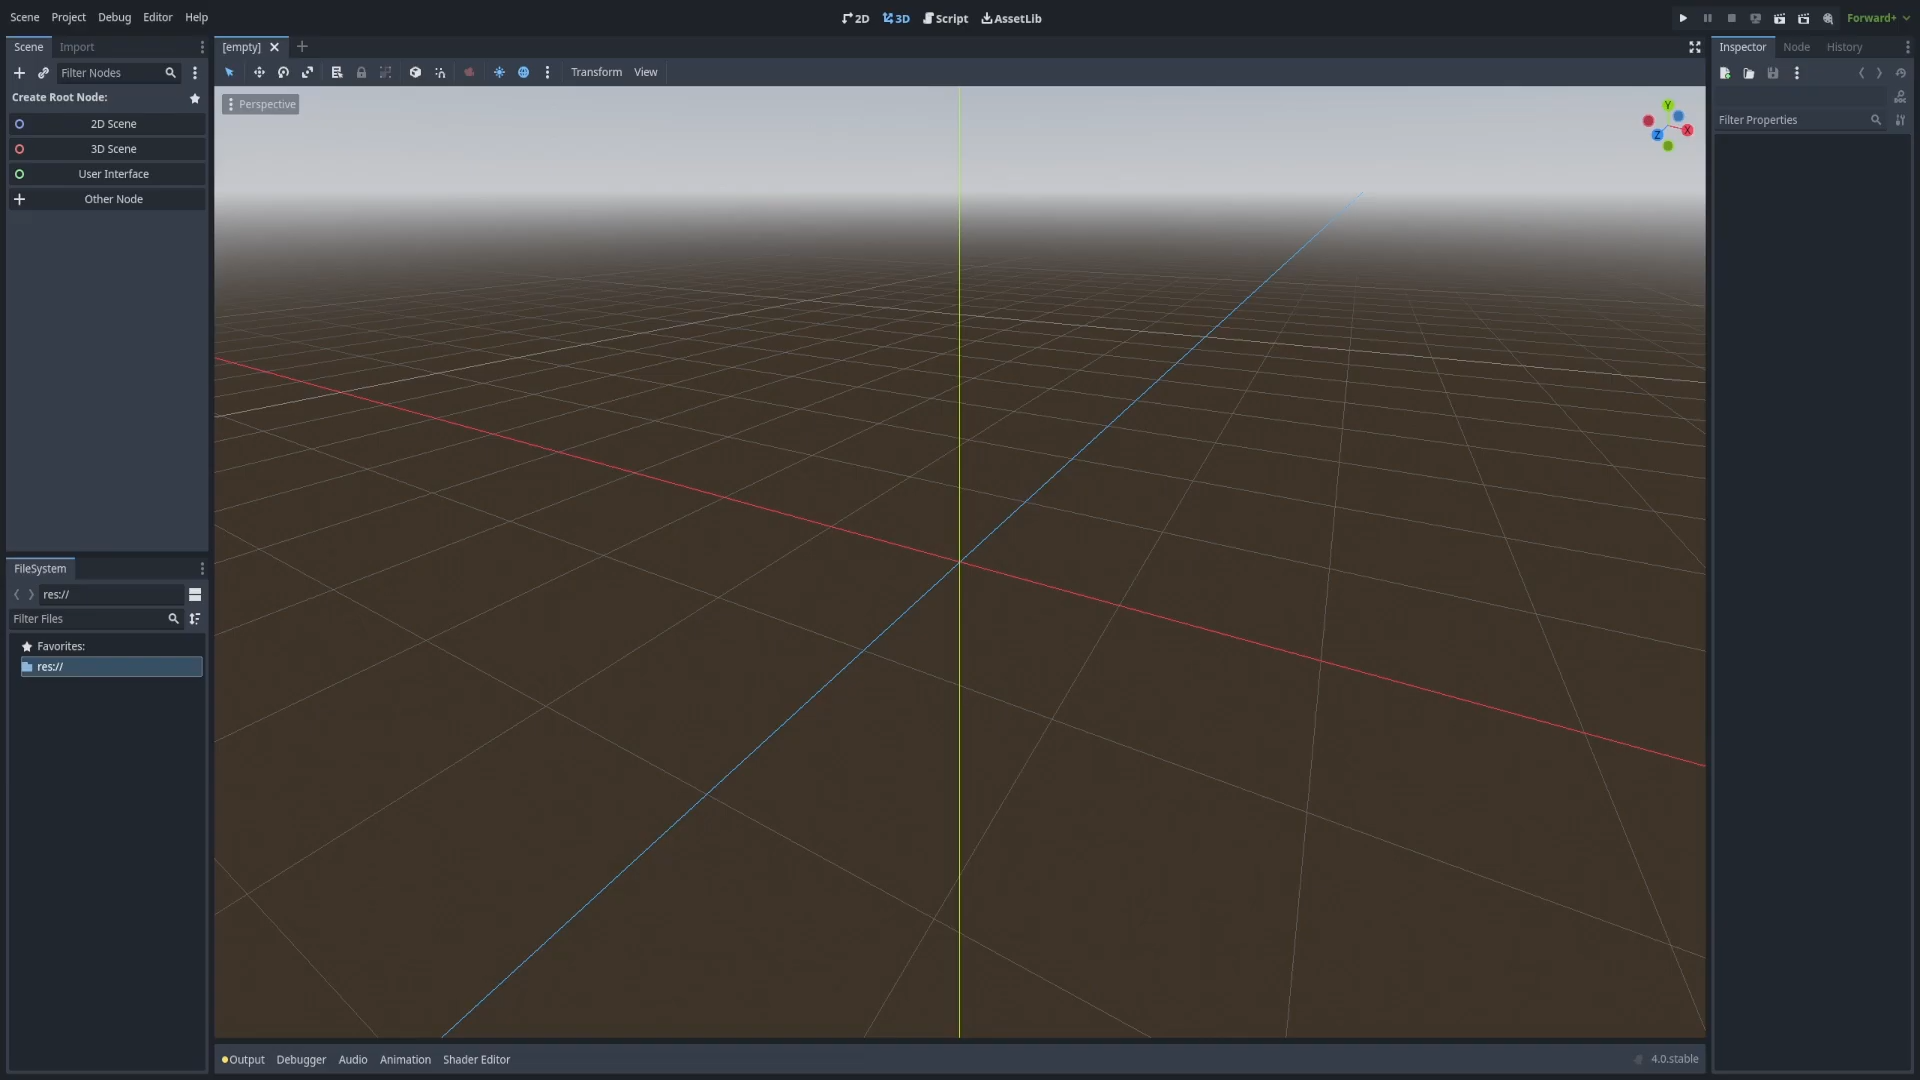 Scene Project Debug Editor Help
2D 3D Script AssetLib
Forward+
Scene Import
[empty]
Inspector Node History
Filter Nodes
Transform View
Create Root Node:
Perspective
2D Scene
3D Scene
User Interface
Other Node
Y
X
Z
Filter Properties
FileSystem
res://
Filter Files
Favorites:
res://
Output Debugger Audio Animation Shader Editor
4.0.stable